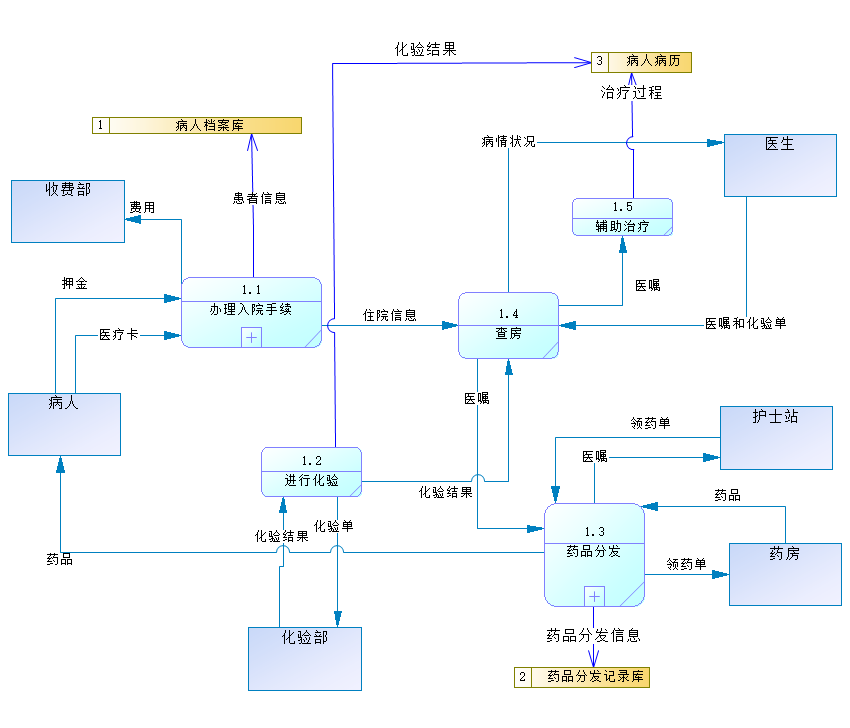 化验结果
3 病人病历
治疗过程
1 病人档案库
病情状况
医生
收费部
费用
患者信息
1.5
辅助治疗
押金
1.1
办理入院手续
医嘱
医疗卡
住院信息
1.4
查房
医嘱和化验单
病人
医嘱
护士站
领药单
医嘱
1.2
进行化验
化验结果
药品
化验单
化验结果
1.3
药品分发
药房
药品
领药单
化验部
药品分发信息
2 药品分发记录库